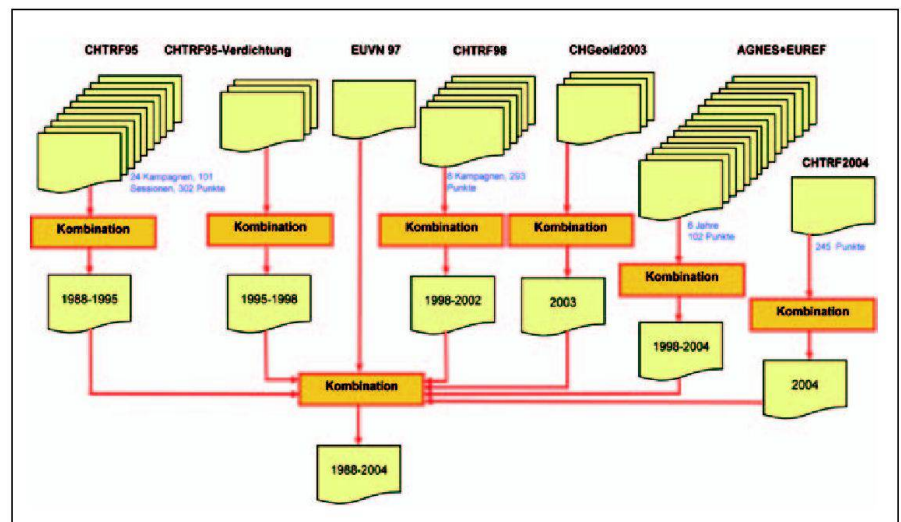 CHTRF95
CHTRF95-Verdichtung
EUVN 97
CHTRF98
CHGeoid2003
AGNES+EUREF
CHTRF2004
24 Kampagnen, 101
Sessionen, 302 Punkte
6 Kampagnen, 293
Punkte
6 Jahre
102 Punkte
245 Punkte
Kombination
Kombination
Kombination
Kombination
Kombination
Kombination
1988-1995
1995-1998
1998-2002
2003
1998-2004
2004
Kombination
1988-2004